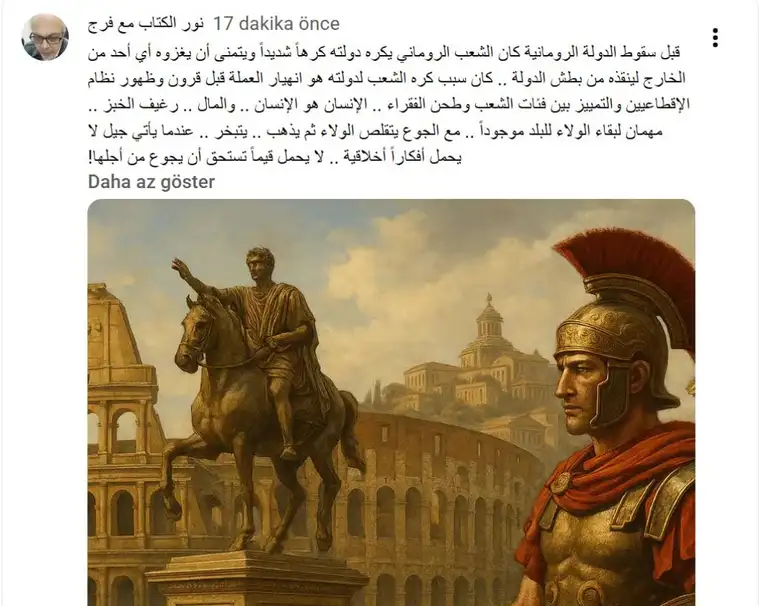 نور الكتاب مع فرج 17 dakika önce
قبل سقوط الدولة الرومانية كان الشعب الروماني يكره دولته كرهاً شديداً ويتمنى أن يغزوه أي أحد من
الخارج لينقذه من بطش الدولة .. كان سبب كره الشعب لدولته هو انهيار العملة قبل قرون وظهور نظام
الإقطاعيين والتمييز بين فئات الشعب وطحن الفقراء .. الإنسان هو الإنسان .. والمال .. رغيف الخبز ..
مهمان لبقاء الولاء للبلد موجوداً .. مع الجوع يتقلص الولاء ثم يذهب .. يتبخر .. عندما يأتي جيل لا
يحمل أفكاراً أخلاقية .. لا يحمل قيماً تستحق أن يجوع من أجلها!
Daha az göster